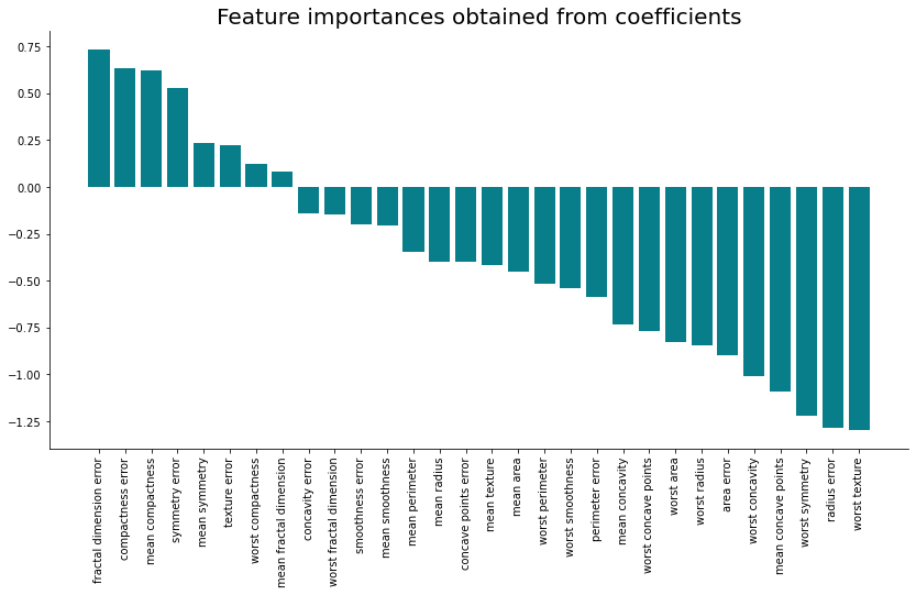 Feature importances obtained from coefficients
0.75
0.50
0.25
0.00
−0.25
−0.50
−0.75
−1.00
−1.25
fractal dimension error
compactness error
mean compactness
symmetry error
mean symmetry
texture error
worst compactness
mean fractal dimension
concavity error
worst fractal dimension
smoothness error
mean smoothness
mean perimeter
mean radius
concave points error
mean texture
mean area
worst perimeter
worst smoothness
perimeter error
mean concavity
worst concave points
worst area
worst radius
area error
worst concavity
mean concave points
worst symmetry
radius error
worst texture